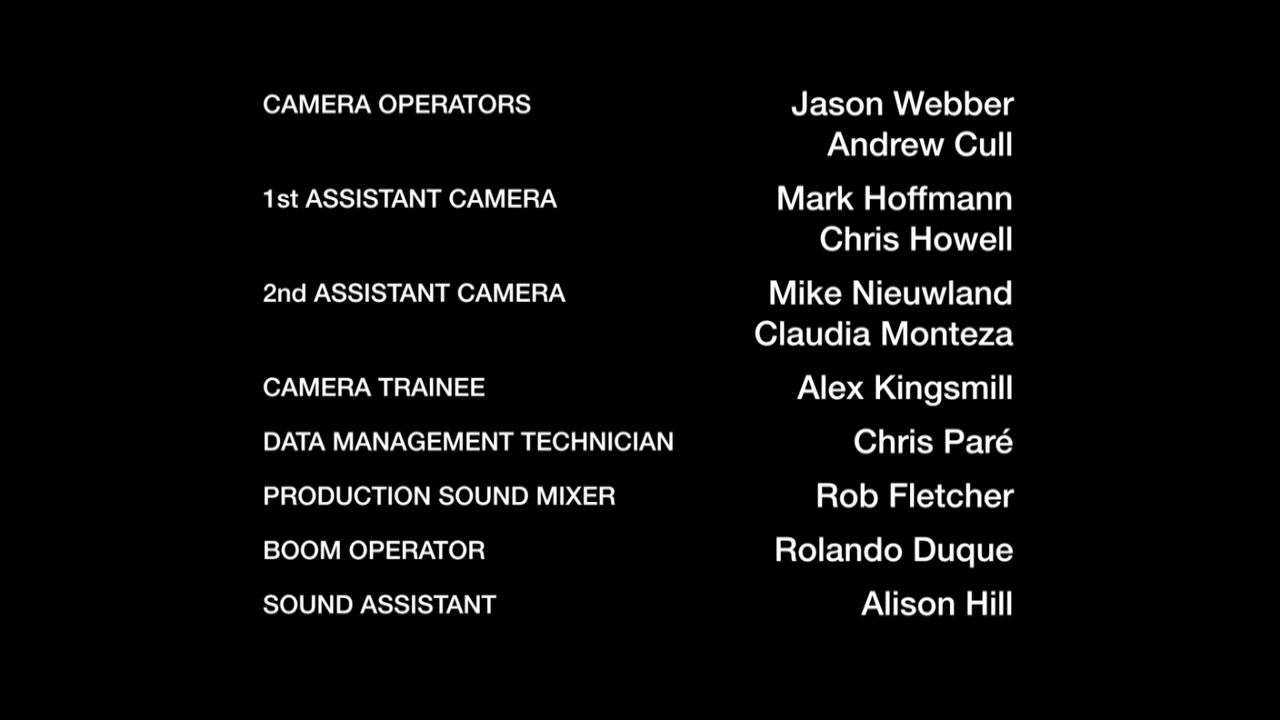 CAMERA OPERATORS Jason Webber
Andrew Cull
1st ASSISTANT CAMERA Mark Hoffmann
Chris Howell
2nd ASSISTANT CAMERA Mike Nieuwland
Claudia Monteza
CAMERA TRAINEE Alex Kingsmill
DATA MANAGEMENT TECHNICIAN Chris Paré
PRODUCTION SOUND MIXER Rob Fletcher
BOOM OPERATOR Rolando Duque
SOUND ASSISTANT Alison Hill